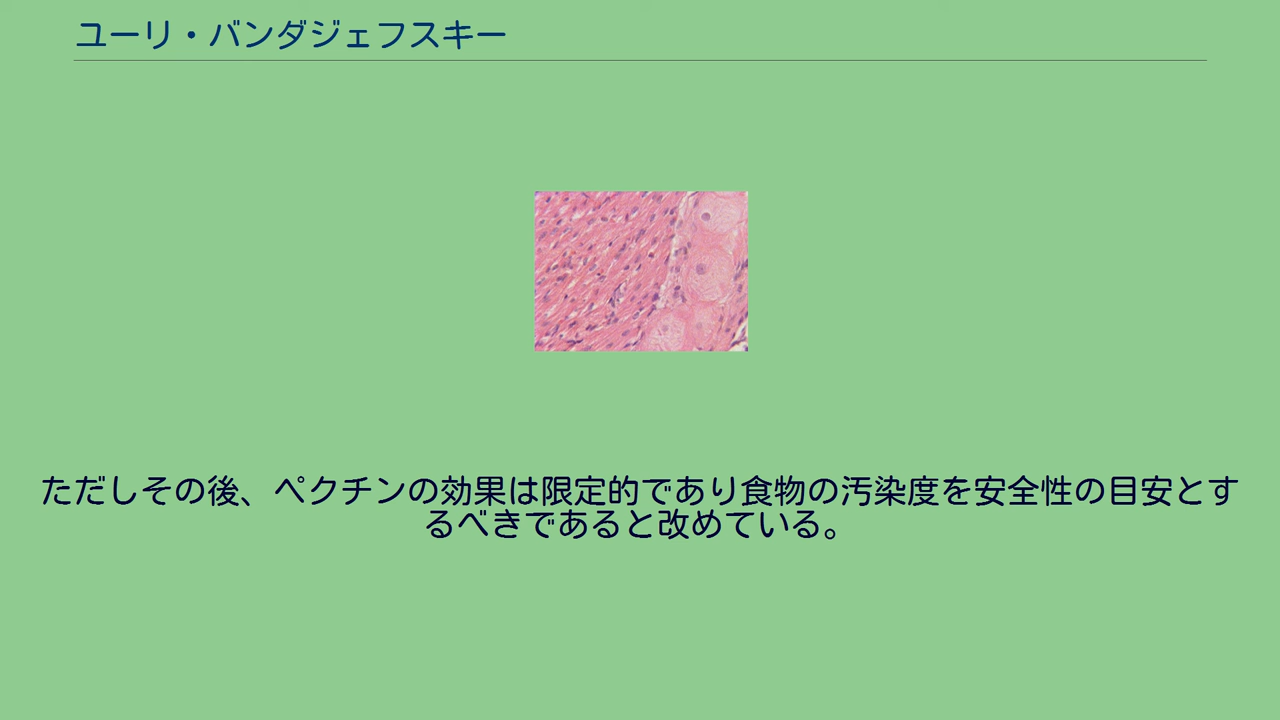 ユーリ・バンダジェフスキー
ただしその後、ペクチンの効果は限定的であり食物の汚染度を安全性の目安とす
るべきであると改めている。